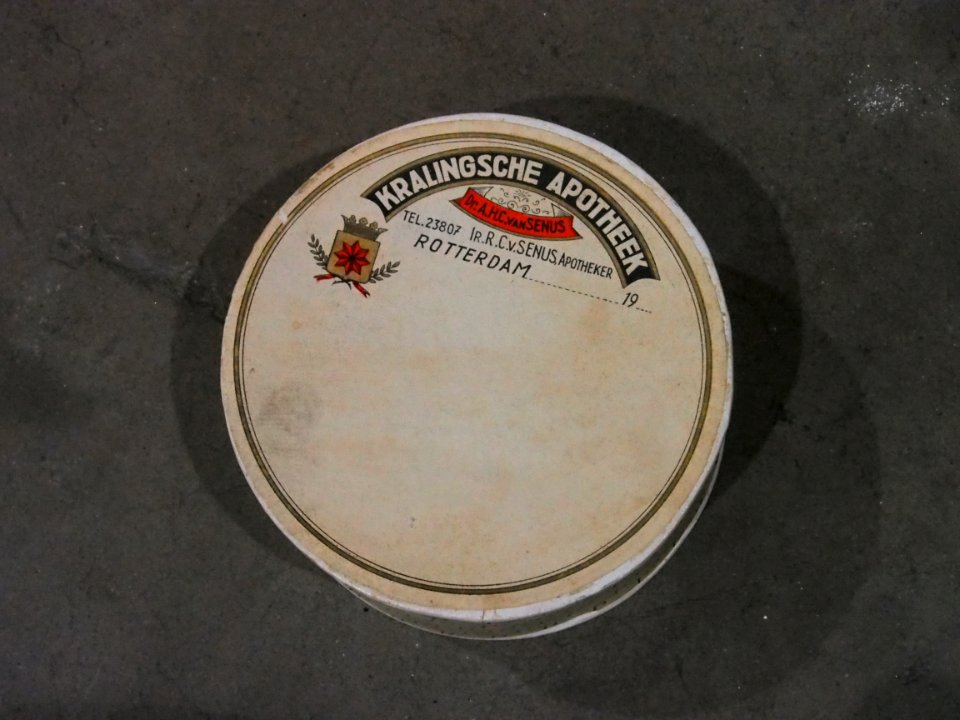 KRALINGSCHE APOTHEEK
Dr. A.H.C. VAN SENUS
TEL. 23807 IR. R.C.v. SENUS, APOTHEKER
ROTTERDAM 19